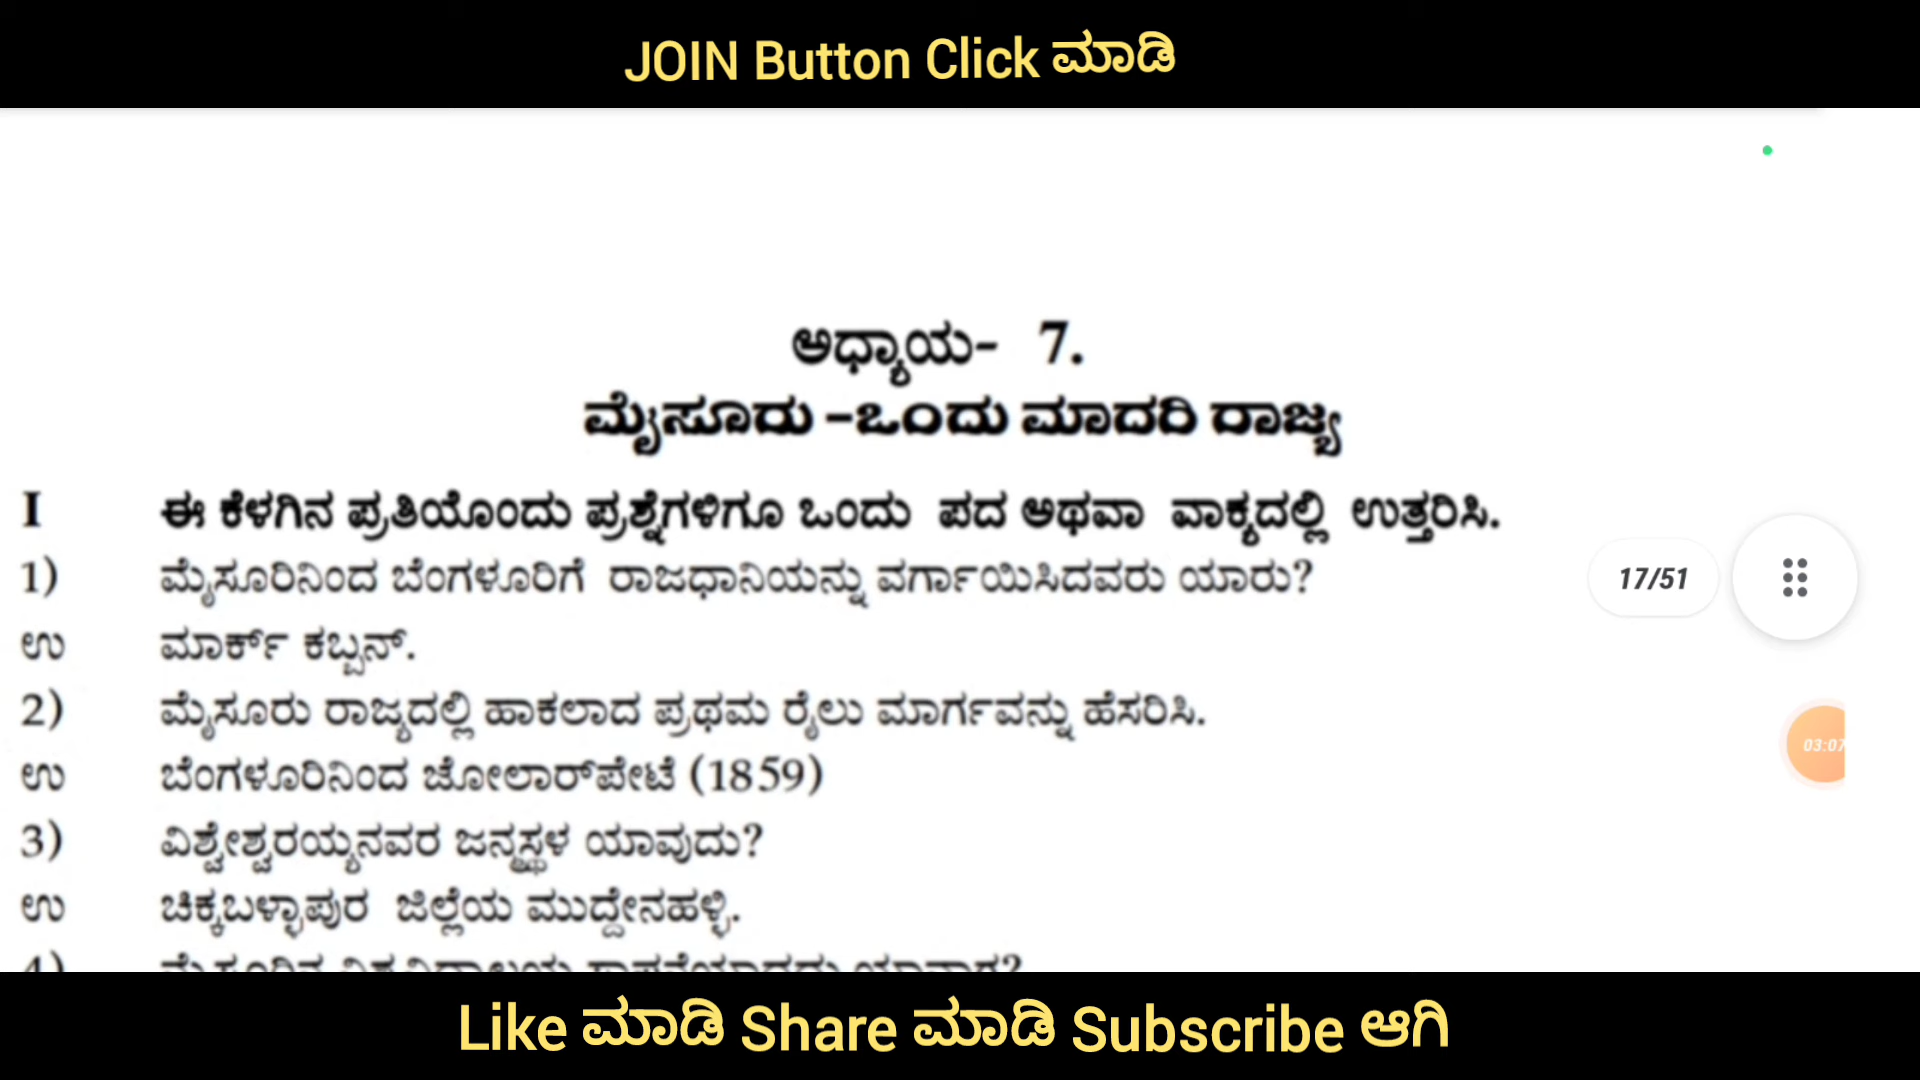 JOIN Button Click ಮಾಡಿ
ಅಧ್ಯಾಯ- 7.
ಮೈಸೂರು -ಒಂದು ಮಾದರಿ ರಾಜ್ಯ
I ಈ ಕೆಳಗಿನ ಪ್ರತಿಯೊಂದು ಪ್ರಶ್ನೆಗಳಿಗೂ ಒಂದು ಪದ ಅಥವಾ ವಾಕ್ಯದಲ್ಲಿ ಉತ್ತರಿಸಿ.
1) ಮೈಸೂರಿನಿಂದ ಬೆಂಗಳೂರಿಗೆ ರಾಜಧಾನಿಯನ್ನು ವರ್ಗಾಯಿಸಿದವರು ಯಾರು?
17/51
ಉ ಮಾರ್ಕ್ ಕಬ್ಬನ್.
2) ಮೈಸೂರು ರಾಜ್ಯದಲ್ಲಿ ಹಾಕಲಾದ ಪ್ರಥಮ ರೈಲು ಮಾರ್ಗವನ್ನು ಹೆಸರಿಸಿ.
03:07
ಉ ಬೆಂಗಳೂರಿನಿಂದ ಜೋಲಾರ್‌ಪೇಟೆ (1859)
3) ವಿಶ್ವೇಶ್ವರಯ್ಯನವರ ಜನ್ಮಸ್ಥಳ ಯಾವುದು?
ಉ ಚಿಕ್ಕಬಳ್ಳಾಪುರ ಜಿಲ್ಲೆಯ ಮುದ್ದೇನಹಳ್ಳಿ.
Like ಮಾಡಿ Share ಮಾಡಿ Subscribe ಆಗಿ